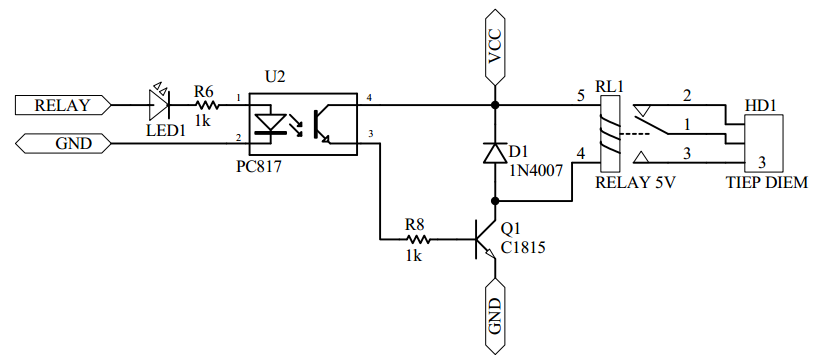 VCC
RL1
U2
R6
1
4
5
2
HD1
RELAY
1k
LED1
1
GND
2
3
D1
1N4007
4
3
3
PC817
RELAY 5V
TIEP DIEM
R8
1k
Q1
C1815
GND